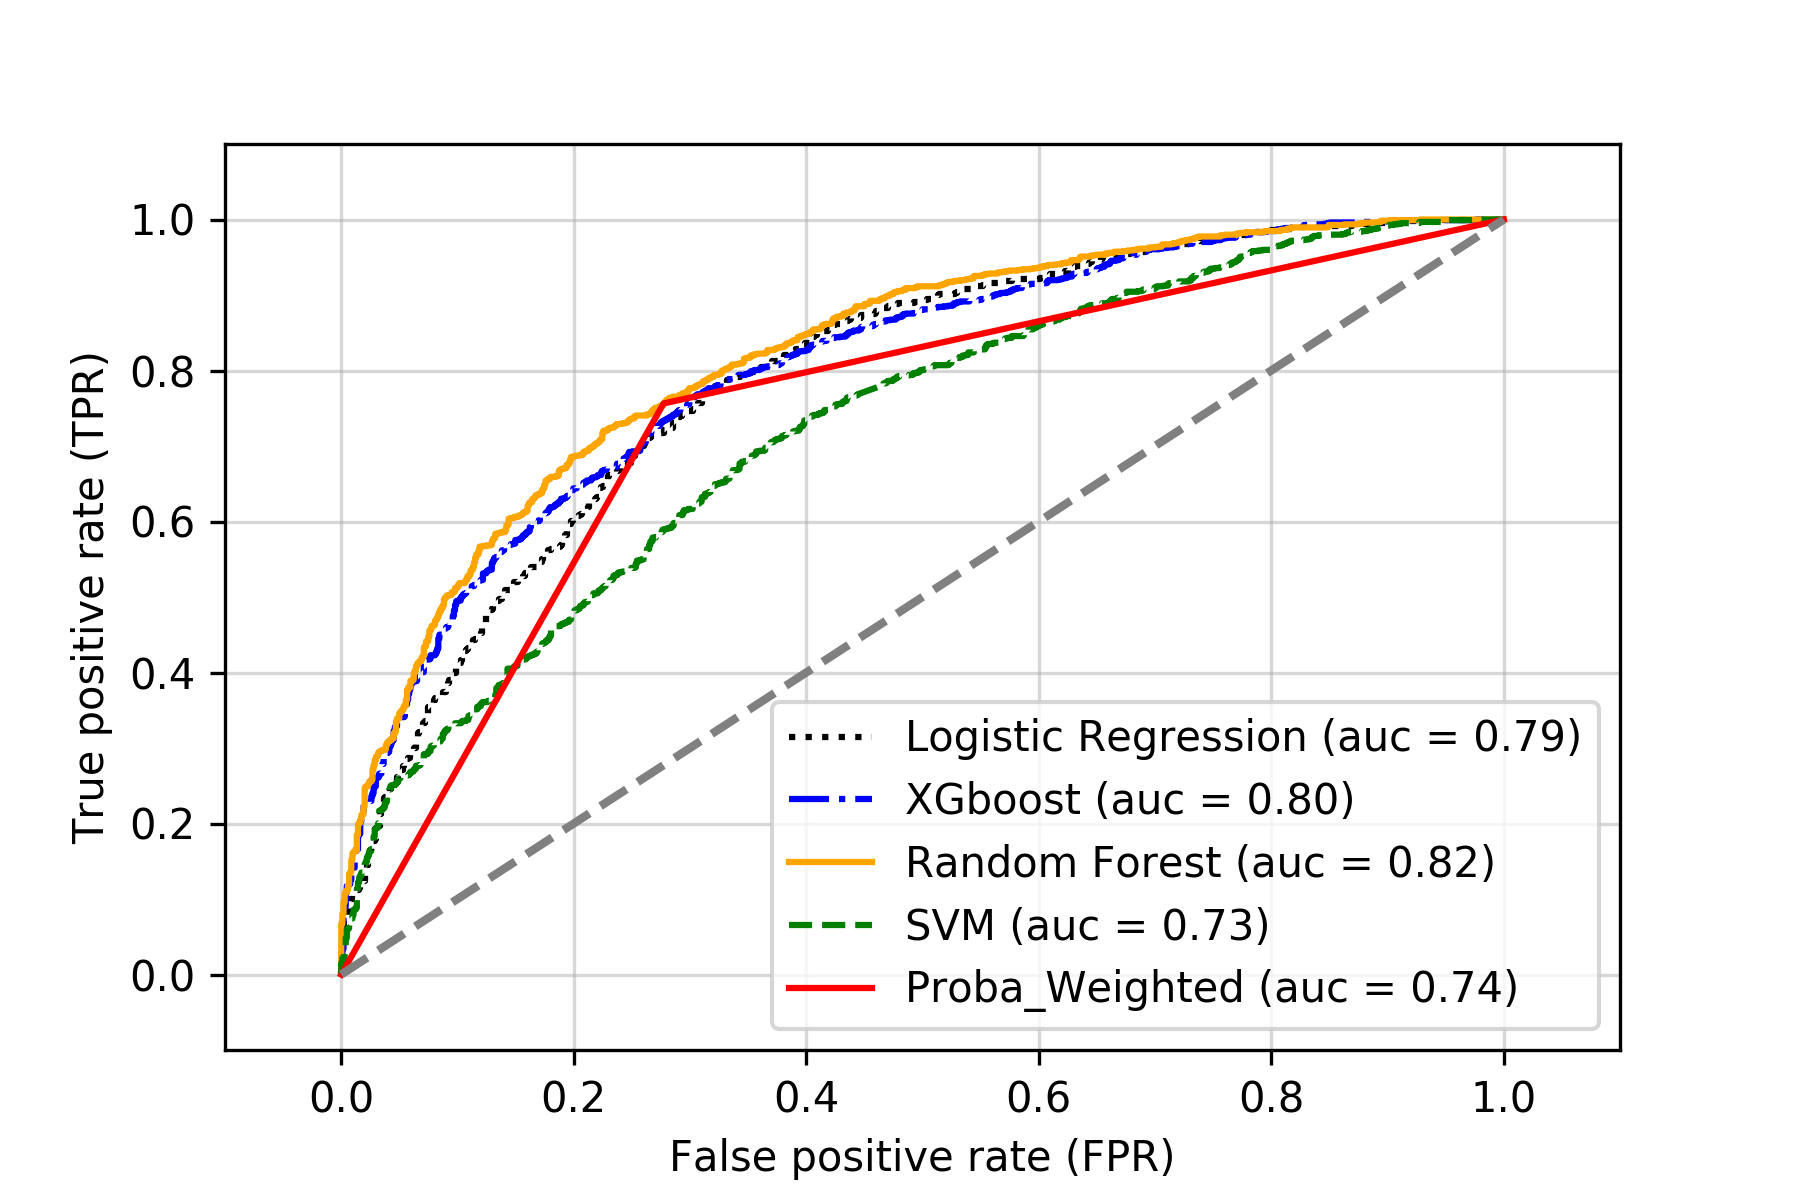 1.0
0.8
0.6
0.4
0.2
0.0
True positive rate (TPR)
Logistic Regression (auc = 0.79)
XGboost (auc = 0.80)
Random Forest (auc = 0.82)
SVM (auc = 0.73)
Proba_Weighted (auc = 0.74)
0.0 0.2 0.4 0.6 0.8 1.0
False positive rate (FPR)